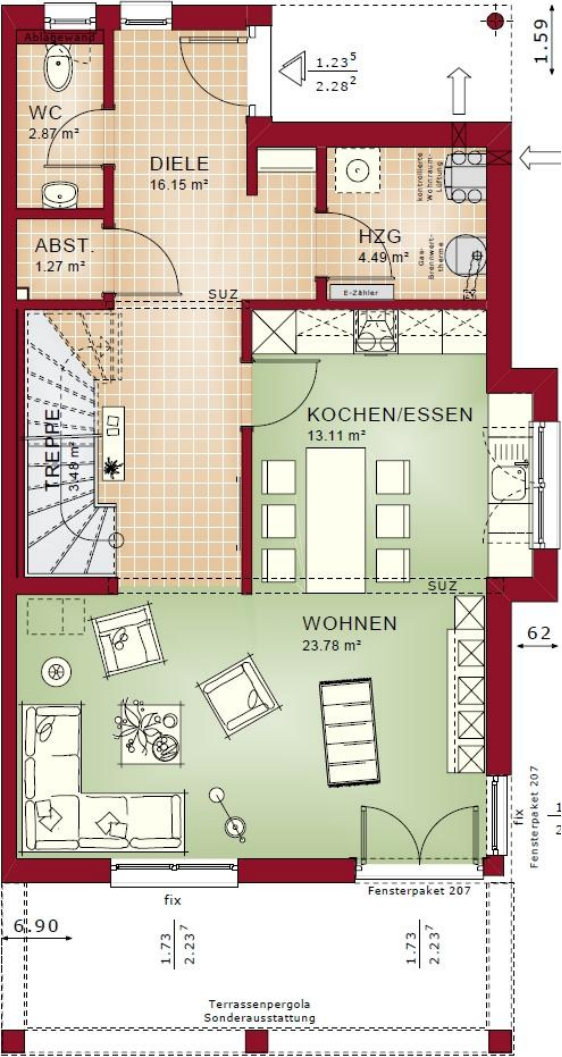 Ablagewand
WC
2.87 m²
DIELE
16.15 m²
1.23⁵
2.28²
1.59
ABST.
1.27 m²
HZG
4.49 m²
kontrollierte
Wohnraum-
Lüftung
Gas-
Brennwert-
therme
E-Zähler
SUZ
TREPPE
3.48 m²
KOCHEN/ESSEN
13.11 m²
SUZ
WOHNEN
23.78 m²
62
fix
Fensterpaket 207
1
2
fix
Fensterpaket 207
6.90
1.73
2.23⁷
1.73
2.23⁷
Terrassenpergola
Sonderausstattung